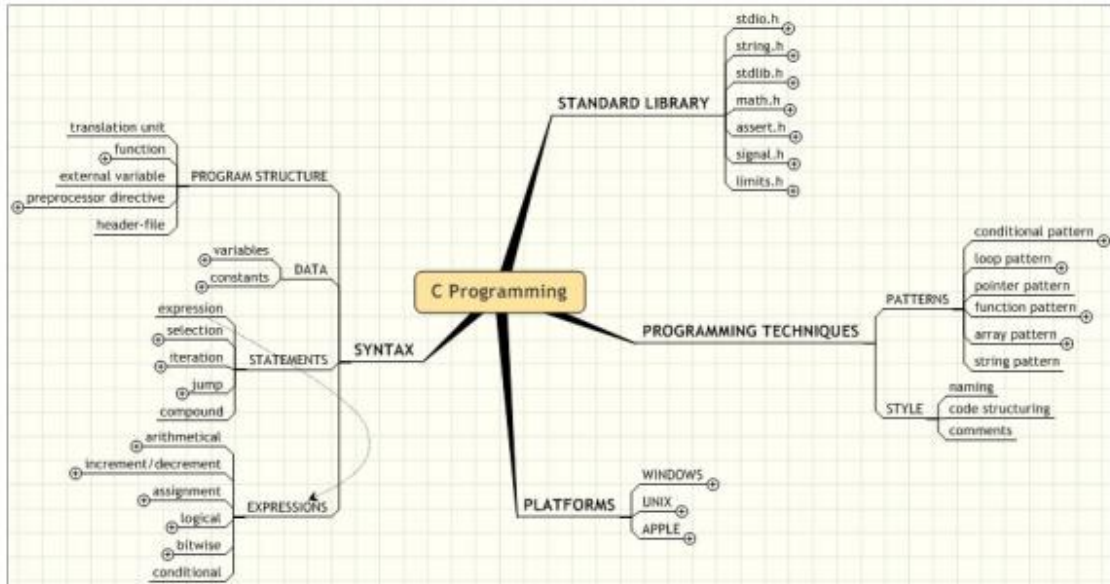 C Programming
STANDARD LIBRARY
stdio.h
string.h
stdlib.h
math.h
assert.h
signal.h
limits.h
PROGRAMMING TECHNIQUES
PATTERNS
conditional pattern
loop pattern
pointer pattern
function pattern
array pattern
string pattern
STYLE
naming
code structuring
comments
PLATFORMS
WINDOWS
UNIX
APPLE
SYNTAX
PROGRAM STRUCTURE
translation unit
function
external variable
preprocessor directive
header-file
DATA
variables
constants
STATEMENTS
expression
selection
iteration
jump
compound
EXPRESSIONS
arithmetical
increment/decrement
assignment
logical
bitwise
conditional